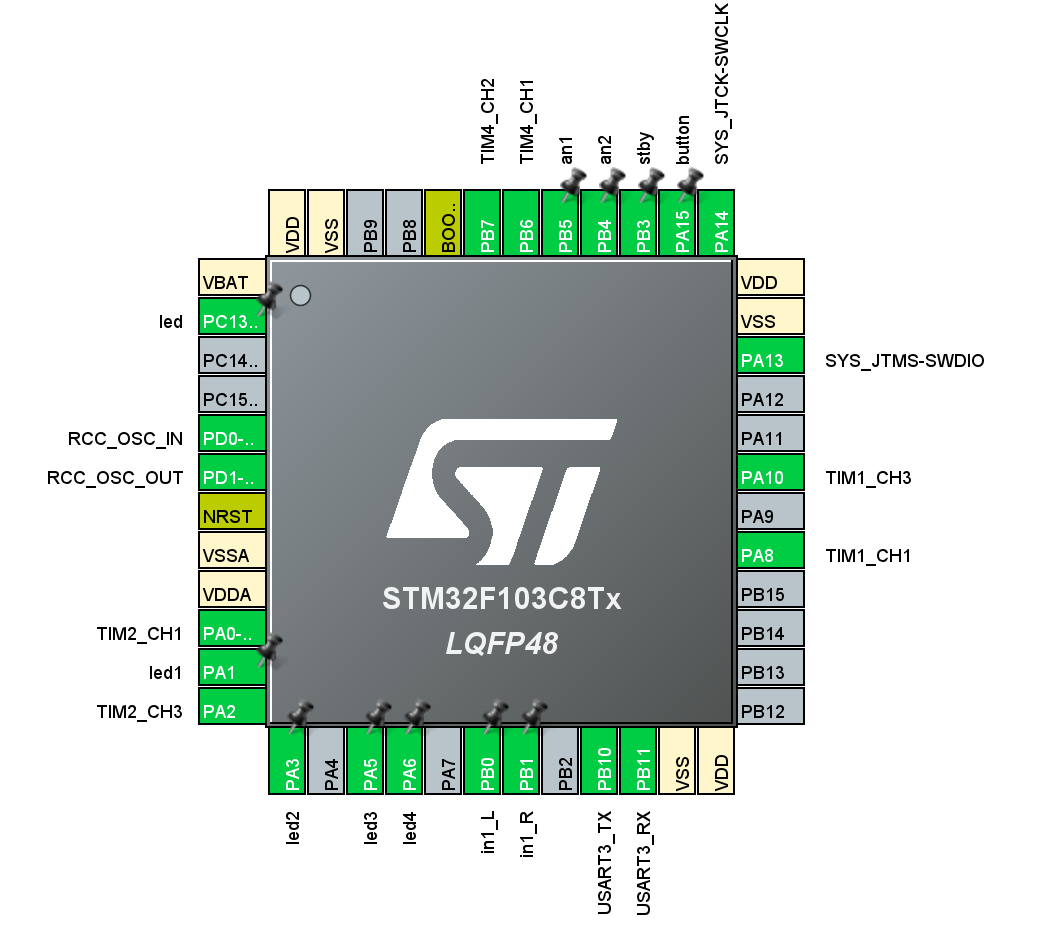 TIM4_CH2
TIM4_CH1
an1
an2
stby
button
SYS_JTCK-SWCLK
VDD
VSS
PB9
PB8
BOO..
PB7
PB6
PB5
PB4
PB3
PA15
PA14
VBAT
led PC13..
PC14..
PC15..
RCC_OSC_IN PD0-..
RCC_OSC_OUT PD1-..
NRST
VSSA
VDDA
TIM2_CH1 PA0-..
led1 PA1
TIM2_CH3 PA2
ST
STM32F103C8Tx
LQFP48
VDD
VSS
PA13 SYS_JTMS-SWDIO
PA12
PA11
PA10 TIM1_CH3
PA9
PA8 TIM1_CH1
PB15
PB14
PB13
PB12
PA3
PA4
PA5
PA6
PA7
PB0
PB1
PB2
PB10
PB11
VSS
VDD
led2
led3
led4
in1_L
in1_R
USART3_TX
USART3_RX